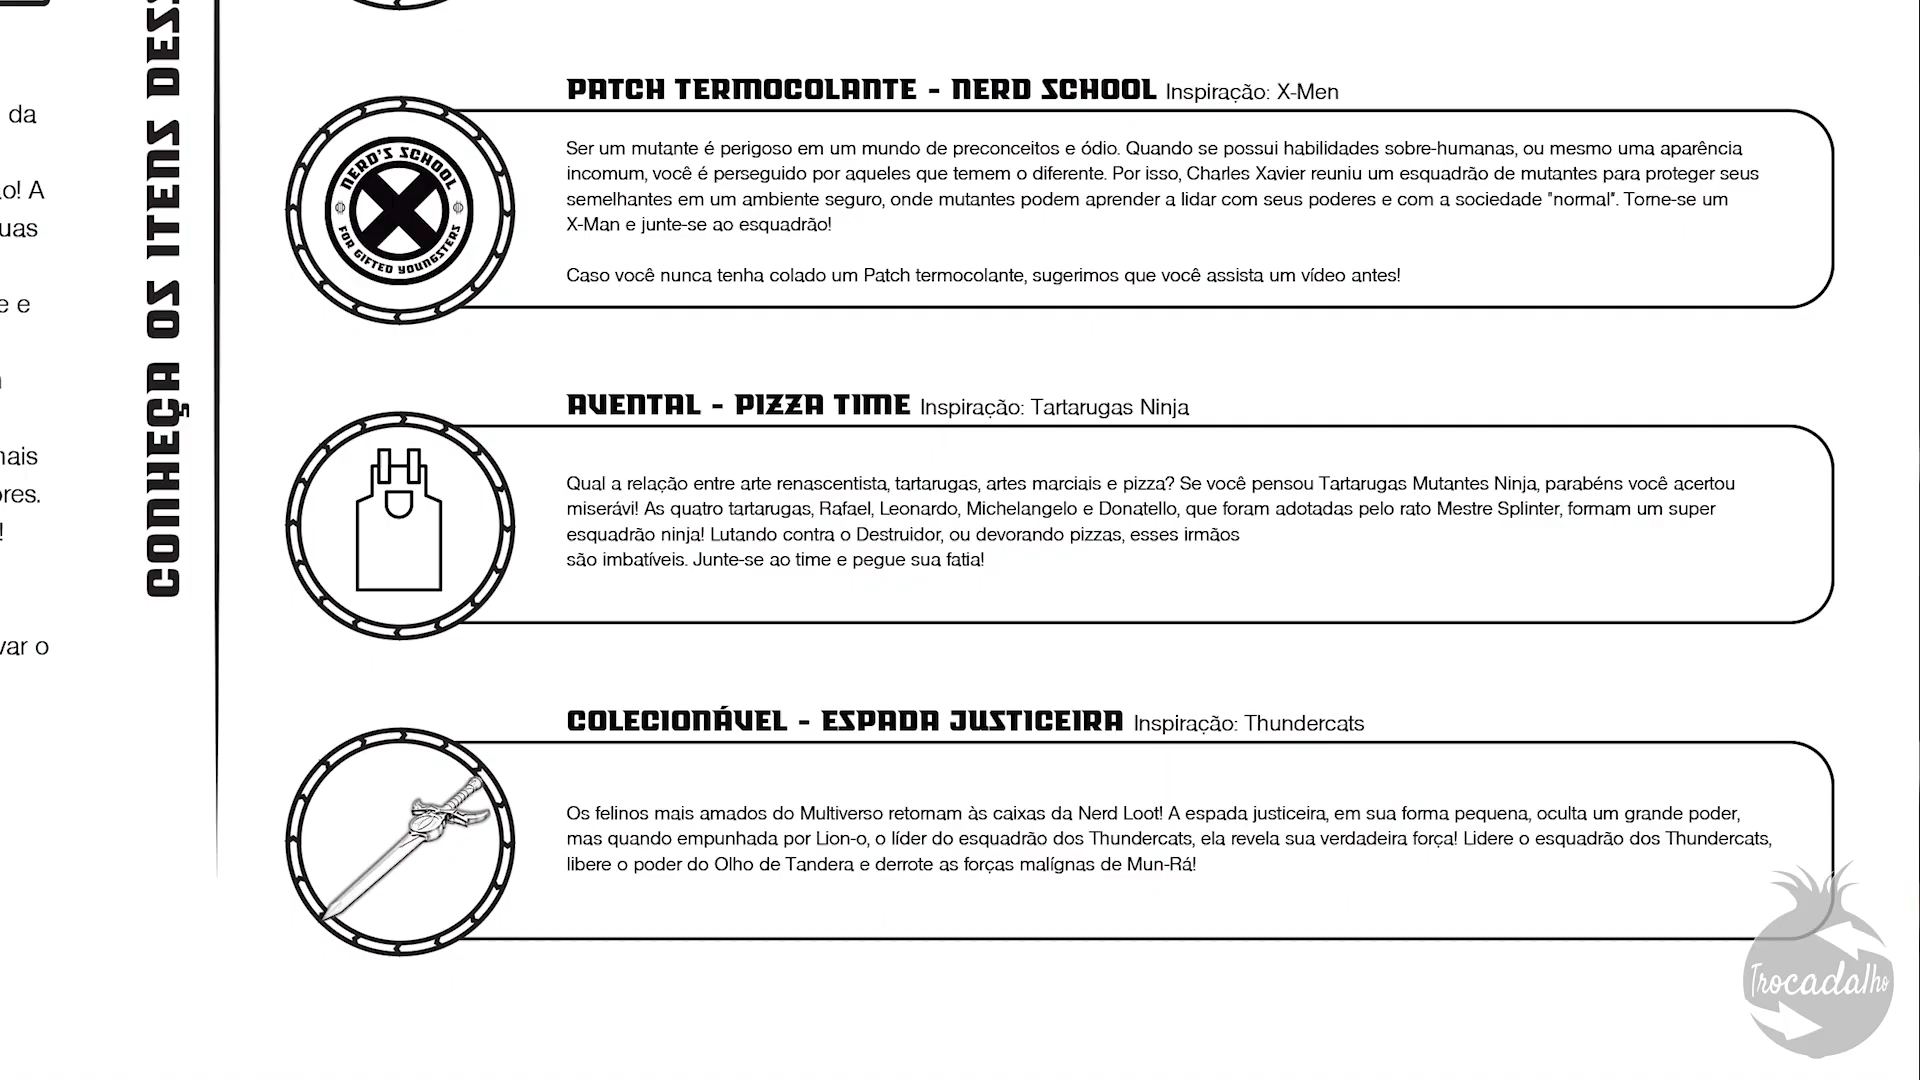 da
o! A
uas
e e
nais
ores.
!
var o
CONHEÇA OS ITENS DES
PATCH TERMOCOLANTE - NERD SCHOOL Inspiração: X-Men
NERD'S SCHOOL
FOR GIFTED YOUNGSTERS
Ser um mutante é perigoso em um mundo de preconceitos e ódio. Quando se possui habilidades sobre-humanas, ou mesmo uma aparência
incomum, você é perseguido por aqueles que temem o diferente. Por isso, Charles Xavier reuniu um esquadrão de mutantes para proteger seus
semelhantes em um ambiente seguro, onde mutantes podem aprender a lidar com seus poderes e com a sociedade "normal". Torne-se um
X-Man e junte-se ao esquadrão!
Caso você nunca tenha colado um Patch termocolante, sugerimos que você assista um vídeo antes!
AVENTAL - PIZZA TIME Inspiração: Tartarugas Ninja
Qual a relação entre arte renascentista, tartarugas, artes marciais e pizza? Se você pensou Tartarugas Mutantes Ninja, parabéns você acertou
miserávi! As quatro tartarugas, Rafael, Leonardo, Michelangelo e Donatello, que foram adotadas pelo rato Mestre Splinter, formam um super
esquadrão ninja! Lutando contra o Destruidor, ou devorando pizzas, esses irmãos
são imbatíveis. Junte-se ao time e pegue sua fatia!
COLECIONÁVEL - ESPADA JUSTICEIRA Inspiração: Thundercats
Os felinos mais amados do Multiverso retornam às caixas da Nerd Loot! A espada justiceira, em sua forma pequena, oculta um grande poder,
mas quando empunhada por Lion-o, o líder do esquadrão dos Thundercats, ela revela sua verdadeira força! Lidere o esquadrão dos Thundercats,
libere o poder do Olho de Tandera e derrote as forças malígnas de Mun-Rá!
Trocadalho